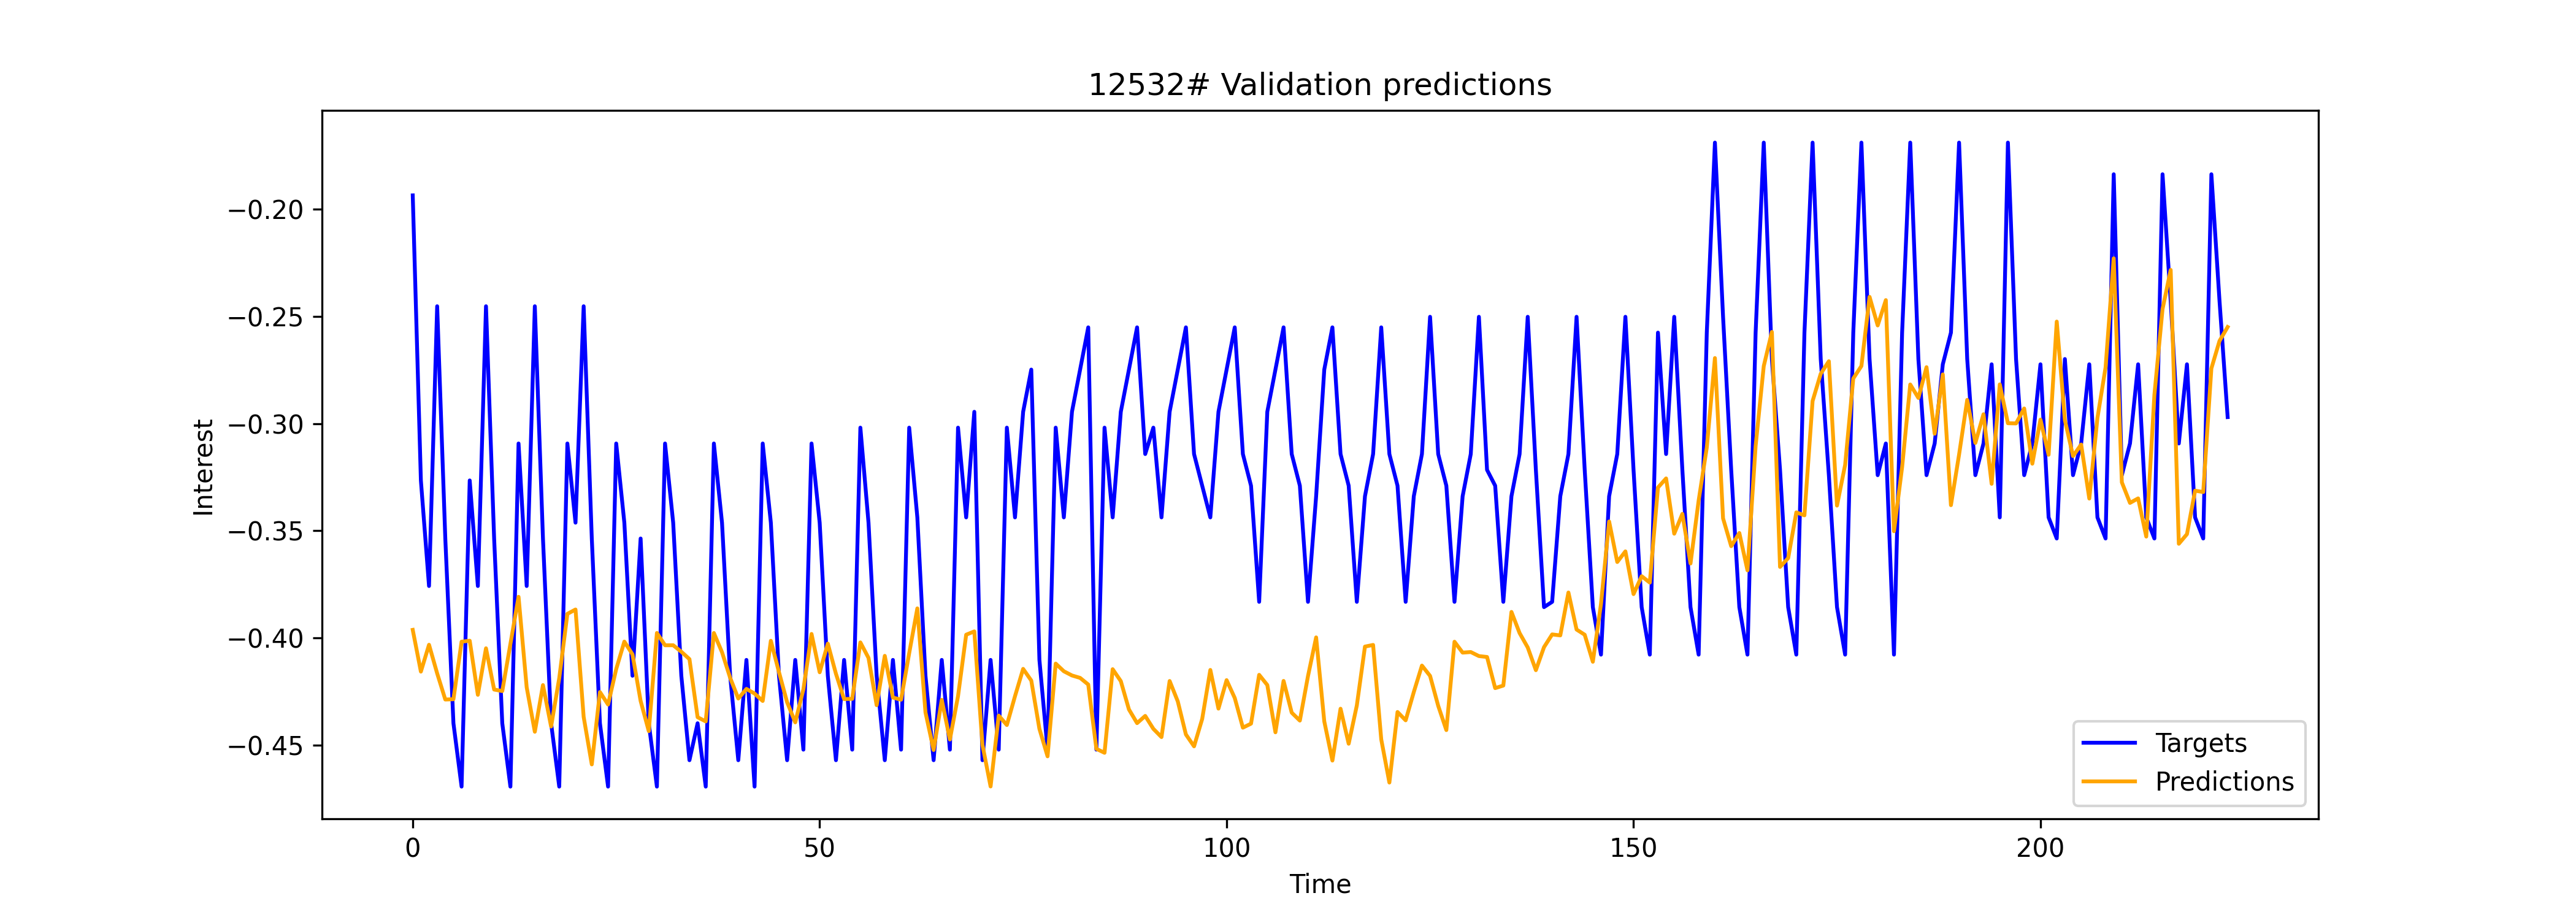 12532# Validation predictions
Interest
−0.20
−0.25
−0.30
−0.35
−0.40
−0.45
0 50 100 150 200
Time
Targets
Predictions